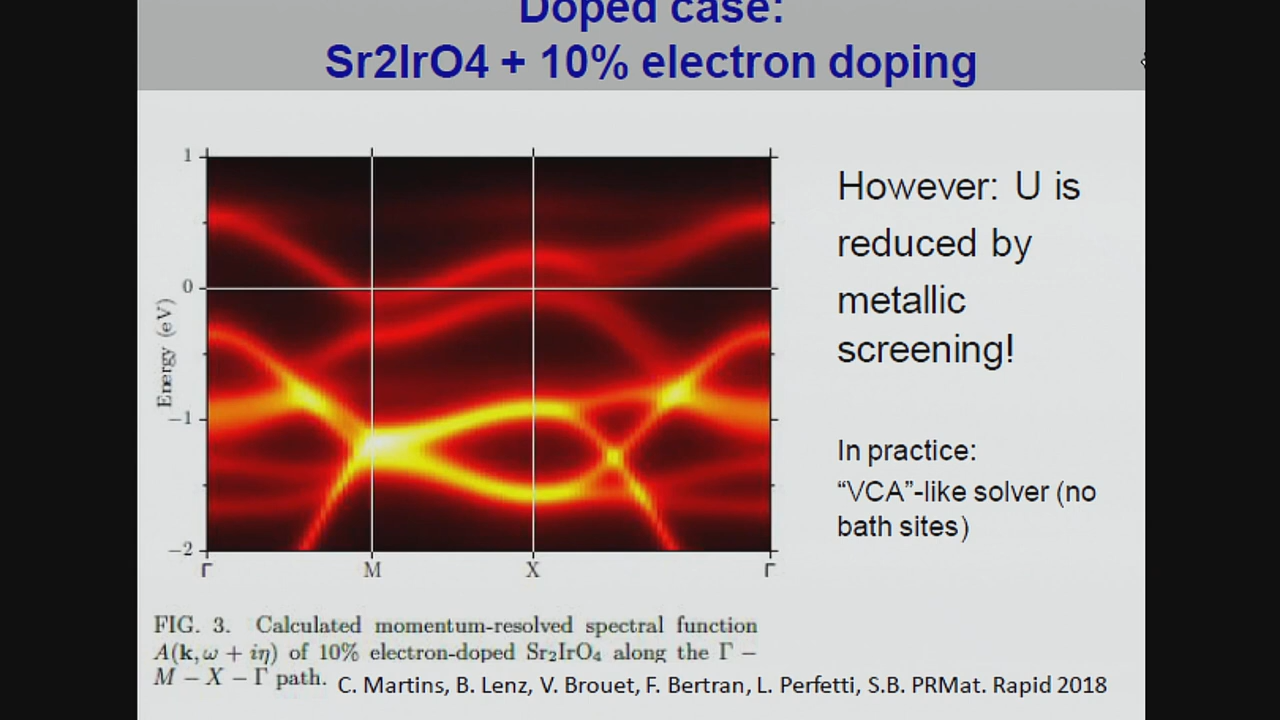 Doped case:
Sr2IrO4 + 10% electron doping
1
0
−1
−2
Energy (eV)
Γ
M
X
Γ
However: U is
reduced by
metallic
screening!
In practice:
“VCA”-like solver (no
bath sites)
FIG. 3. Calculated momentum-resolved spectral function
A(k, ω + iη) of 10% electron-doped Sr₂IrO₄ along the Γ −
M − X − Γ path.
C. Martins, B. Lenz, V. Brouet, F. Bertran, L. Perfetti, S.B. PRMat. Rapid 2018